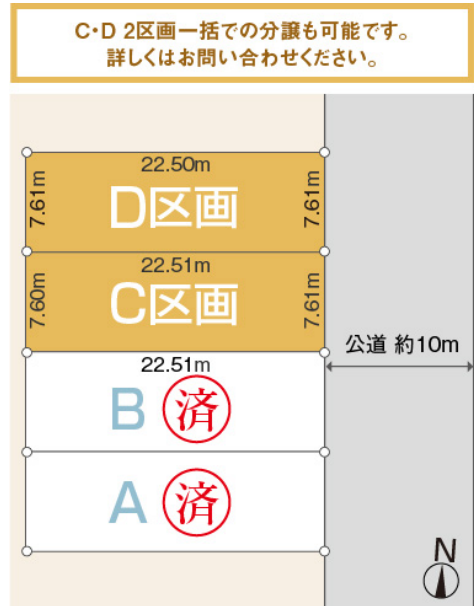 C・D 2区画一括での分譲も可能です。
詳しくはお問い合わせください。
22.50m
7.61m
D区画
7.61m
22.51m
7.60m
C区画
7.61m
公道 約10m
22.51m
B 済
A 済
N